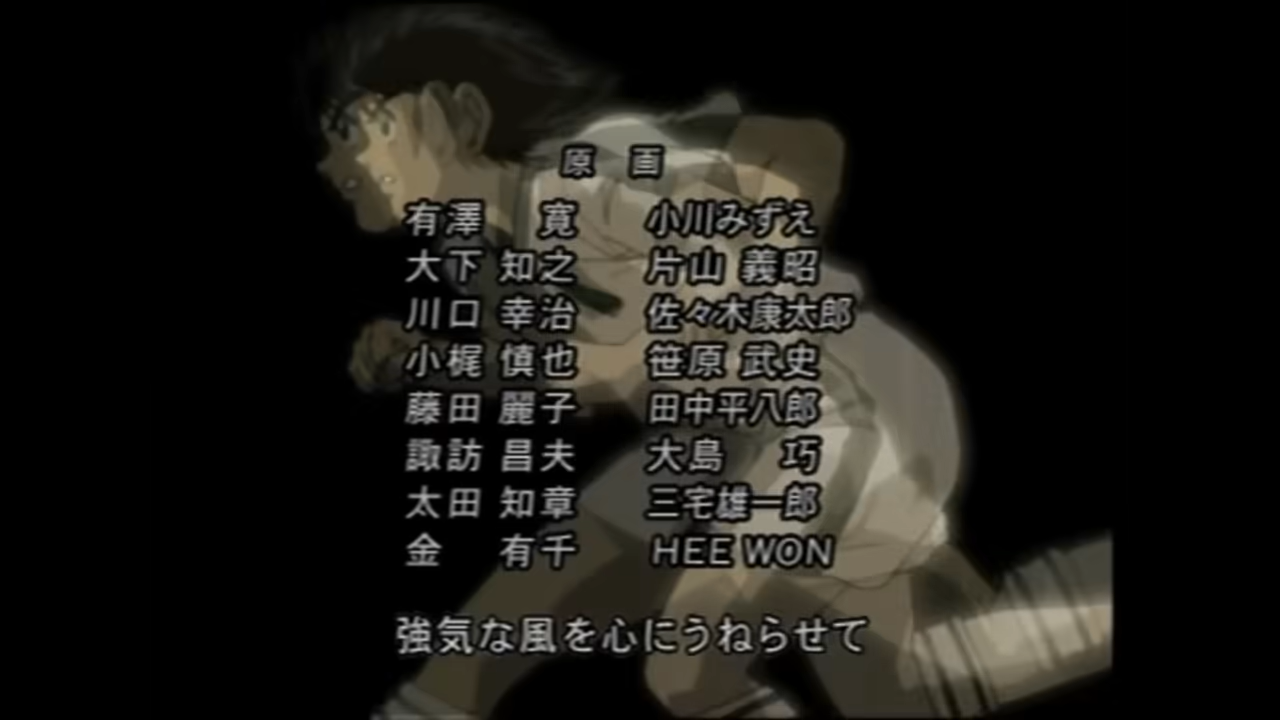 原 画
有澤 寛 小川みずえ
大下 知之 片山 義昭
川口 幸治 佐々木康太郎
小梶 慎也 笹原 武史
藤田 麗子 田中平八郎
諏訪 昌夫 大島 巧
太田 知章 三宅雄一郎
金 有千 HEE WON
強気な風を心にうねらせて